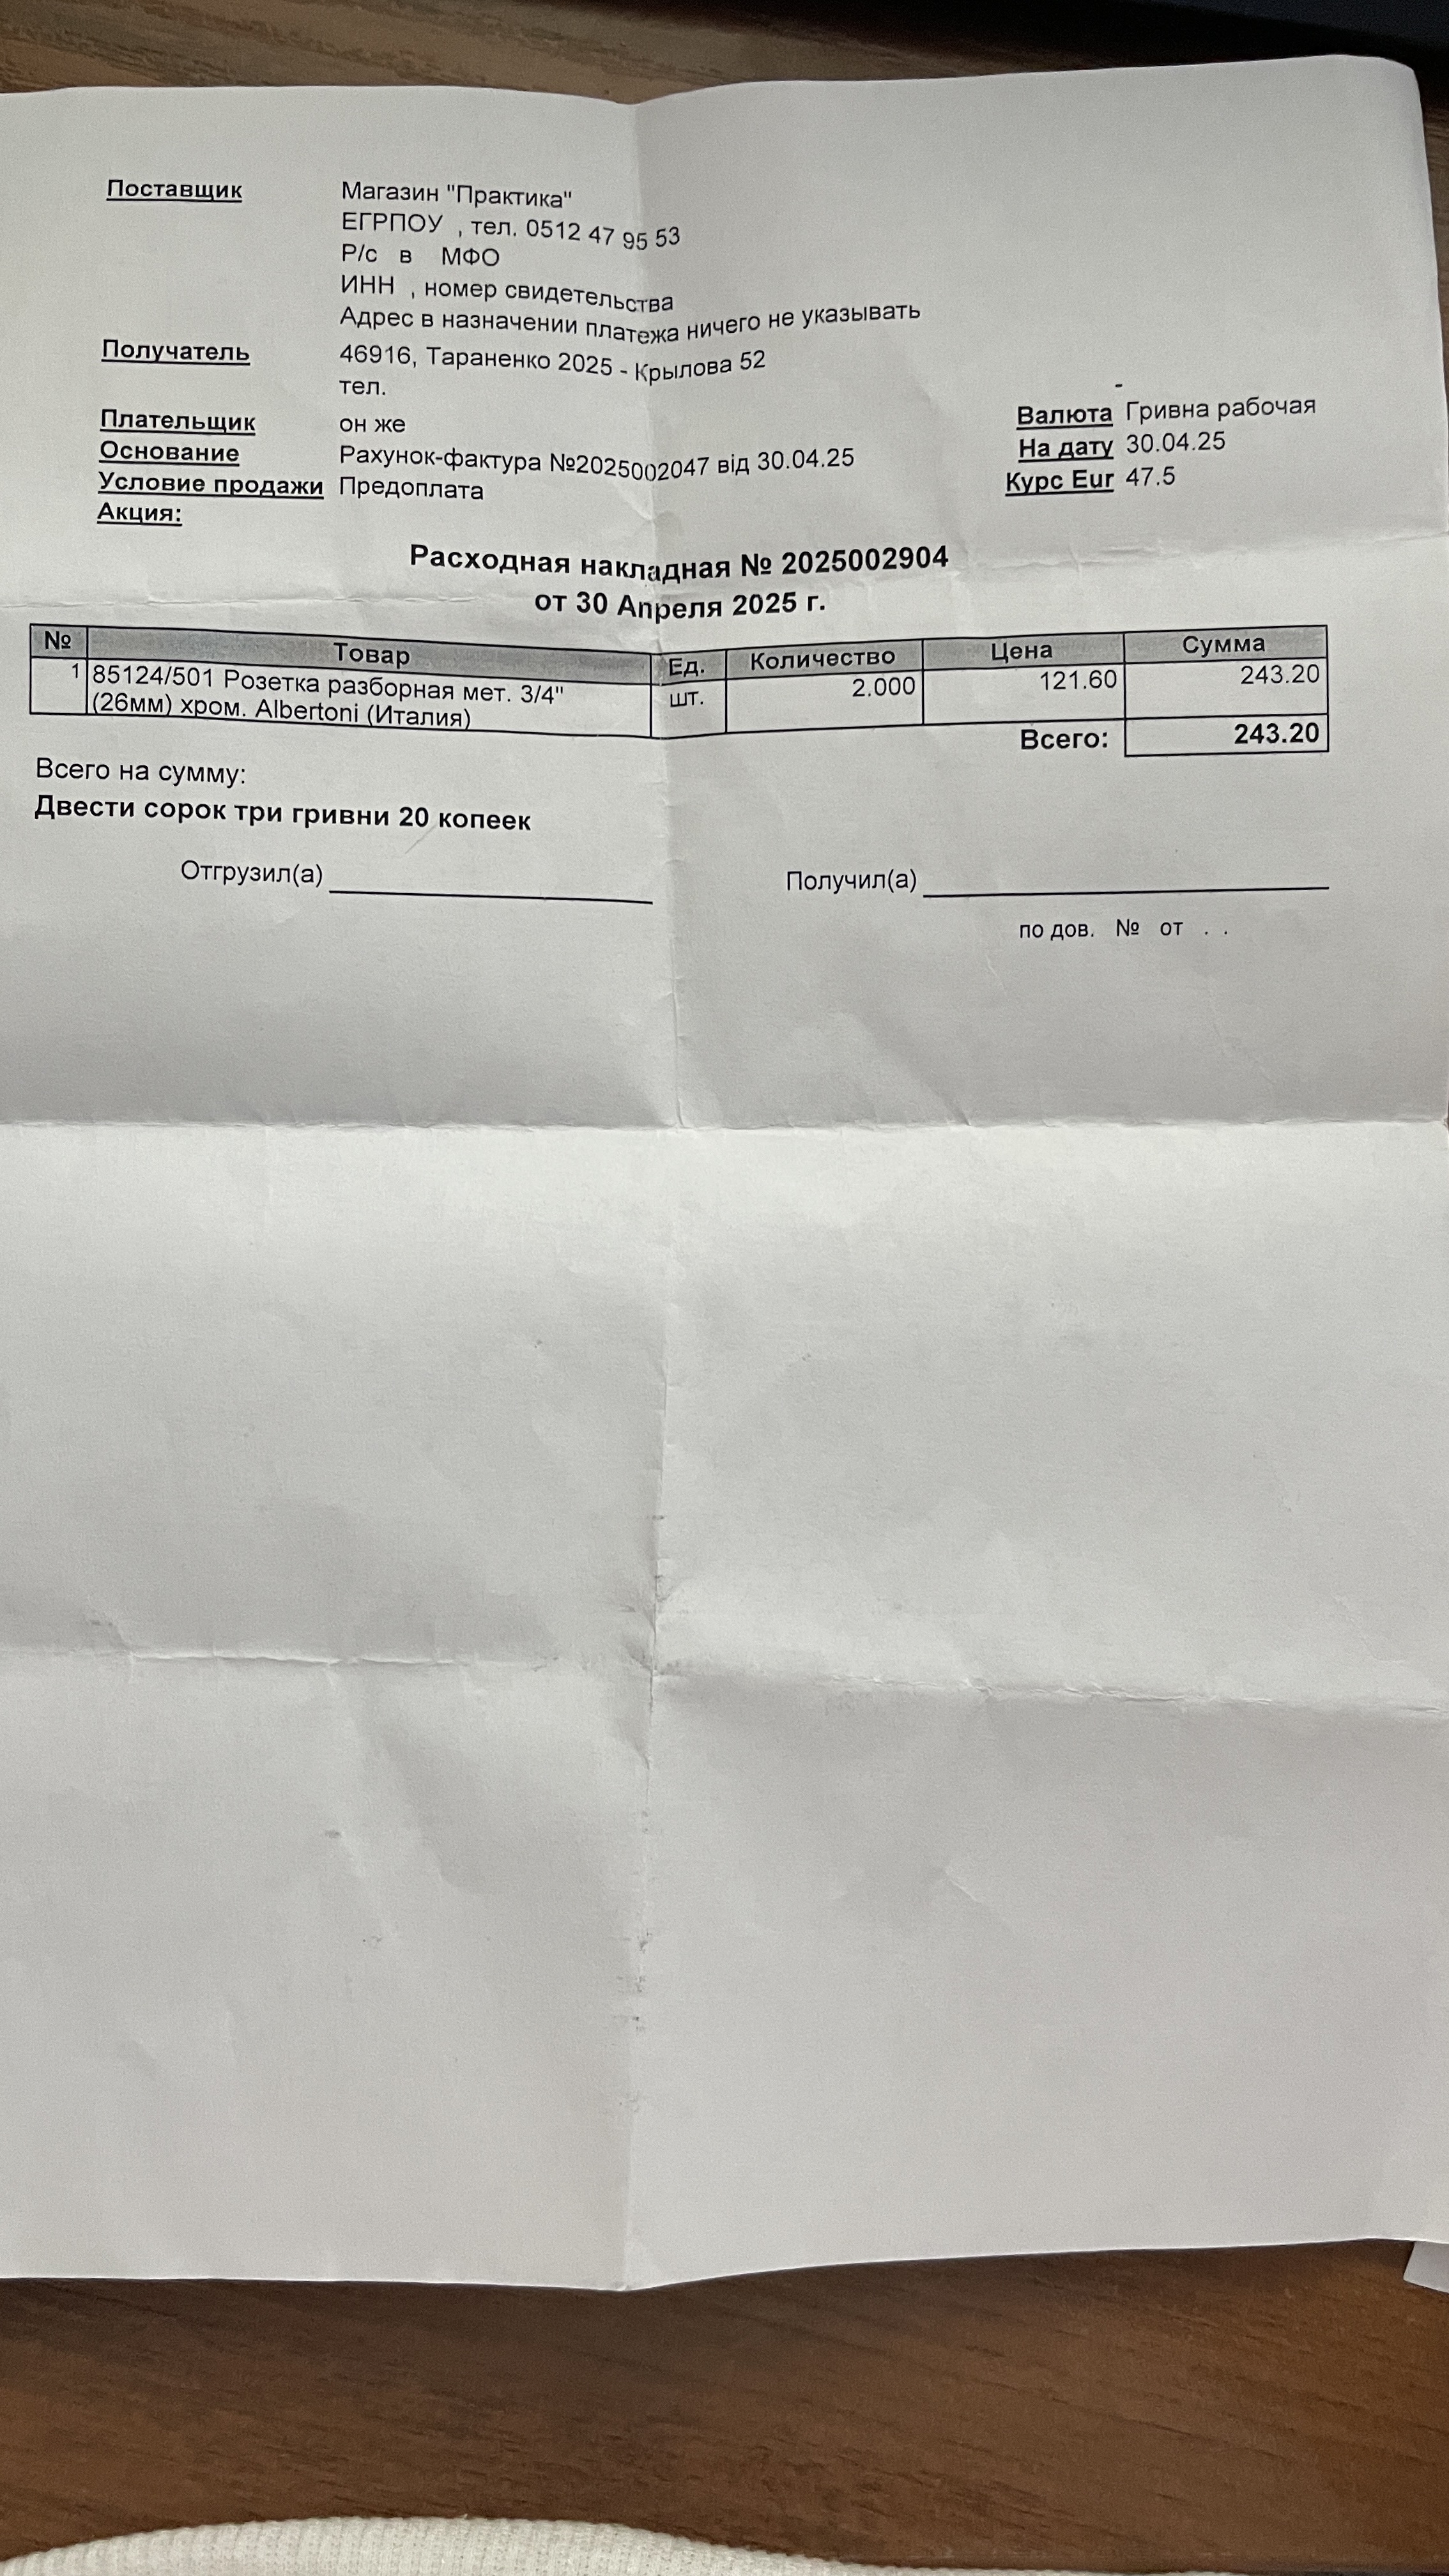 Поставщик Магазин "Практика"
ЕГРПОУ , тел. 0512 47 95 53
Р/с в МФО
ИНН , номер свидетельства
Адрес в назначении платежа ничего не указывать
Получатель 46916, Тараненко 2025 - Крылова 52
тел.
Плательщик он же
Валюта Гривна рабочая
Основание Рахунок-фактура №2025002047 від 30.04.25
На дату 30.04.25
Условие продажи Предоплата
Курс Eur 47.5
Акция:
Расходная накладная № 2025002904
от 30 Апреля 2025 г.
№ Товар Ед. Количество Цена Сумма
1 85124/501 Розетка разборная мет. 3/4" шт. 2.000 121.60 243.20
(26мм) хром. Albertoni (Италия)
Всего: 243.20
Всего на сумму:
Двести сорок три гривни 20 копеек
Отгрузил(а) Получил(а)
по дов. № от . .